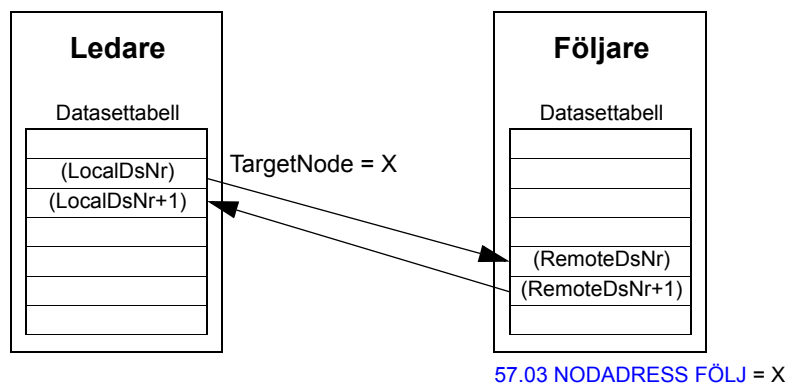 Ledare
Följare
Datasettabell
Datasettabell
(LocalDsNr)
TargetNode = X
(LocalDsNr+1)
(RemoteDsNr)
(RemoteDsNr+1)
57.03 NODADRESS FÖLJ = X